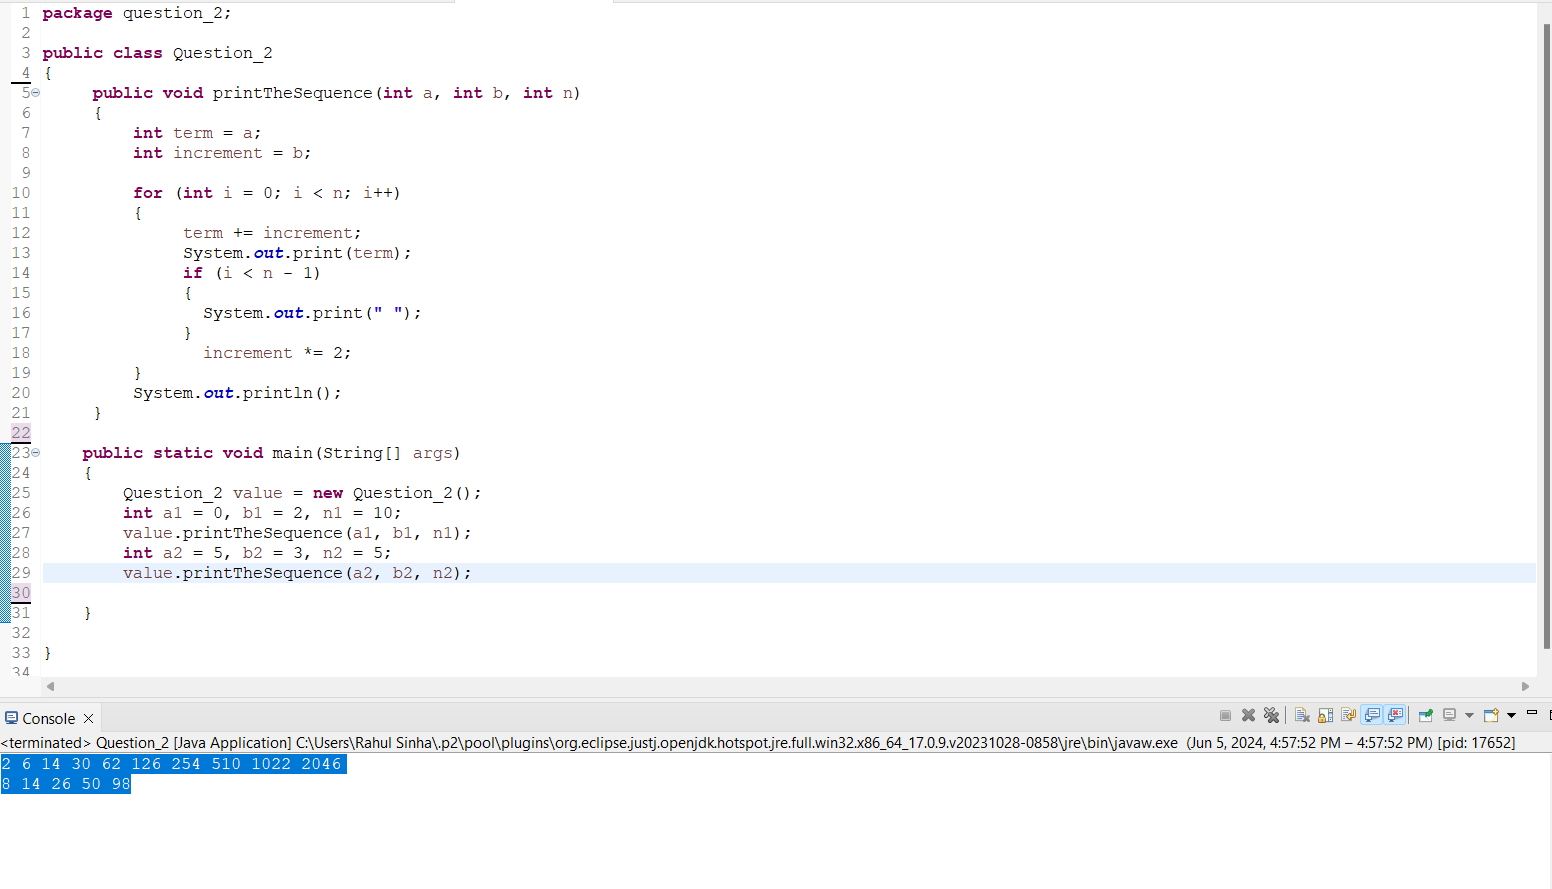 1 package question_2;
2
3 public class Question_2
4 {
5 public void printTheSequence(int a, int b, int n)
6 {
7 int term = a;
8 int increment = b;
9
10 for (int i = 0; i < n; i++)
11 {
12 term += increment;
13 System.out.print(term);
14 if (i < n - 1)
15 {
16 System.out.print(" ");
17 }
18 increment *= 2;
19 }
20 System.out.println();
21 }
22
23 public static void main(String[] args)
24 {
25 Question_2 value = new Question_2();
26 int a1 = 0, b1 = 2, n1 = 10;
27 value.printTheSequence(a1, b1, n1);
28 int a2 = 5, b2 = 3, n2 = 5;
29 value.printTheSequence(a2, b2, n2);
30
31 }
32
33 }
34
Console
<terminated> Question_2 [Java Application] C:\Users\Rahul Sinha\.p2\pool\plugins\org.eclipse.justj.openjdk.hotspot.jre.full.win32.x86_64_17.0.9.v20231028-0858\jre\bin\javaw.exe (Jun 5, 2024, 4:57:52 PM – 4:57:52 PM) [pid: 17652]
2 6 14 30 62 126 254 510 1022 2046
8 14 26 50 98